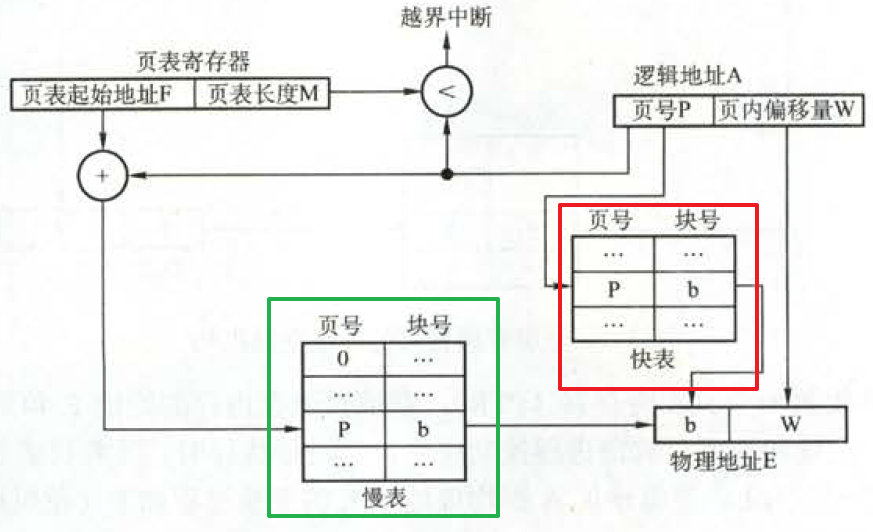 越界中断
页表寄存器
页表起始地址F 页表长度M
<
逻辑地址A
页号P 页内偏移量W
+
页号 块号
… …
P b
… …
快表
页号 块号
0 …
… …
P b
… …
慢表
b W
物理地址E